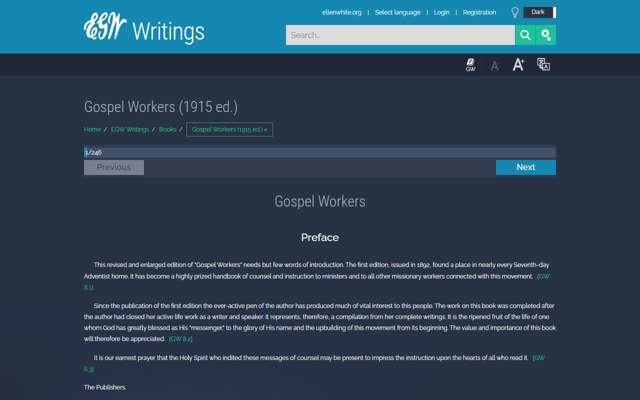 EGW Writings
ellenwhite.org | Select language | Login | Registration
Dark
Search...
GW
A-
A+
Gospel Workers (1915 ed.)
Home / EGW Writings / Books / Gospel Workers (1915 ed.)
1/246
Previous
Next
Gospel Workers
Preface
This revised and enlarged edition of "Gospel Workers" needs but few words of introduction. The first edition, issued in 1892, found a place in nearly every Seventh-day
Adventist home. It has become a highly prized handbook of counsel and instruction to ministers and to all other missionary workers connected with this movement. {GW
8.1}
Since the publication of the first edition the ever-active pen of the author has produced much of vital interest to this people. The work on this book was completed after
the author had closed her active life work as a writer and speaker. It represents, therefore, a compilation from her complete writings. It is the ripened fruit of the life of one
whom God has greatly blessed as His "messenger," to the glory of His name and the upbuilding of this movement from its beginning. The value and importance of this book
will therefore be appreciated. {GW 8.2}
It is our earnest prayer that the Holy Spirit who indited these messages of counsel may be present to impress the instruction upon the hearts of all who read it. {GW
8.3}
The Publishers.